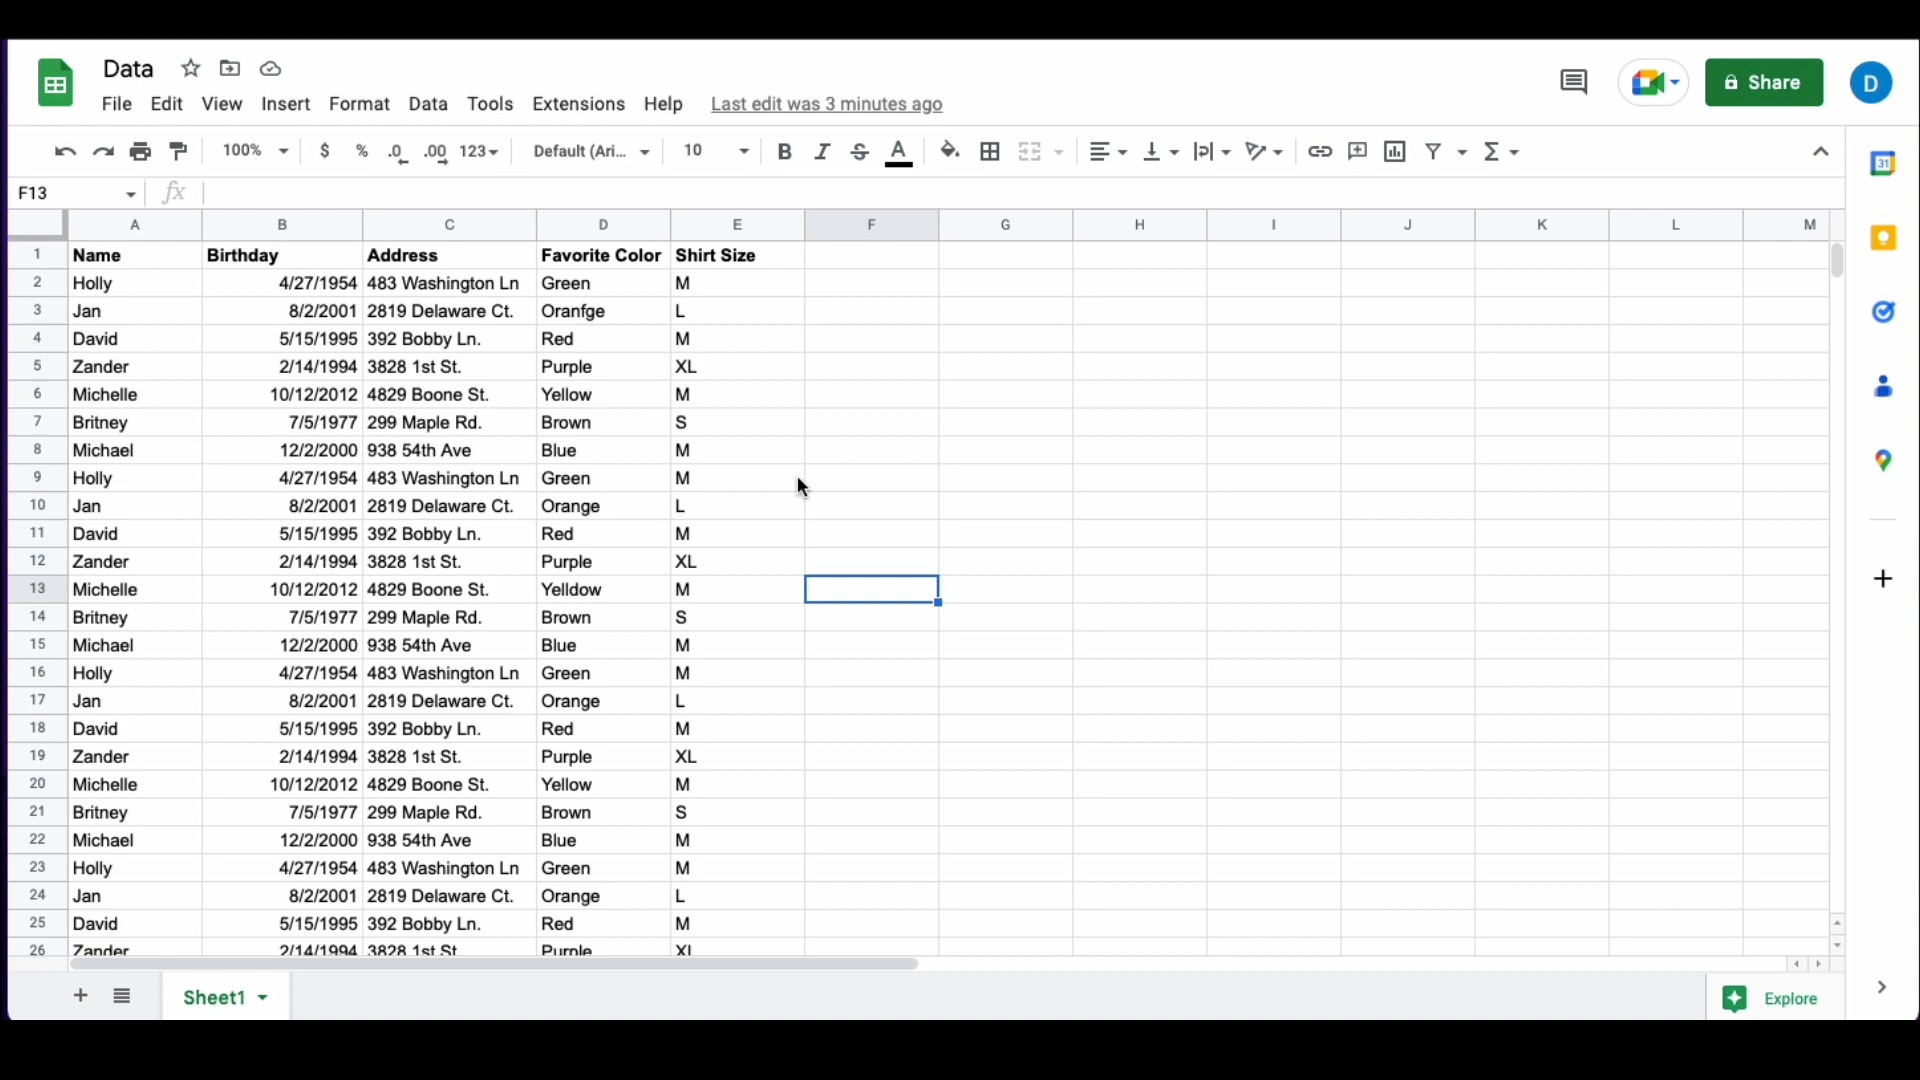 Data
File Edit View Insert Format Data Tools Extensions Help Last edit was 3 minutes ago
Share
D
100% $ % .0 .00 123 Default (Ari... 10 B I S A
31
F13 fx
A B C D E F G H I J K L M
1 Name Birthday Address Favorite Color Shirt Size
2 Holly 4/27/1954 483 Washington Ln Green M
3 Jan 8/2/2001 2819 Delaware Ct. Oranfge L
4 David 5/15/1995 392 Bobby Ln. Red M
5 Zander 2/14/1994 3828 1st St. Purple XL
6 Michelle 10/12/2012 4829 Boone St. Yellow M
7 Britney 7/5/1977 299 Maple Rd. Brown S
8 Michael 12/2/2000 938 54th Ave Blue M
9 Holly 4/27/1954 483 Washington Ln Green M
10 Jan 8/2/2001 2819 Delaware Ct. Orange L
11 David 5/15/1995 392 Bobby Ln. Red M
12 Zander 2/14/1994 3828 1st St. Purple XL
13 Michelle 10/12/2012 4829 Boone St. Yelldow M
14 Britney 7/5/1977 299 Maple Rd. Brown S
15 Michael 12/2/2000 938 54th Ave Blue M
16 Holly 4/27/1954 483 Washington Ln Green M
17 Jan 8/2/2001 2819 Delaware Ct. Orange L
18 David 5/15/1995 392 Bobby Ln. Red M
19 Zander 2/14/1994 3828 1st St. Purple XL
20 Michelle 10/12/2012 4829 Boone St. Yellow M
21 Britney 7/5/1977 299 Maple Rd. Brown S
22 Michael 12/2/2000 938 54th Ave Blue M
23 Holly 4/27/1954 483 Washington Ln Green M
24 Jan 8/2/2001 2819 Delaware Ct. Orange L
25 David 5/15/1995 392 Bobby Ln. Red M
26 Zander 2/14/1994 3828 1st St. Purple XL
Sheet1
Explore